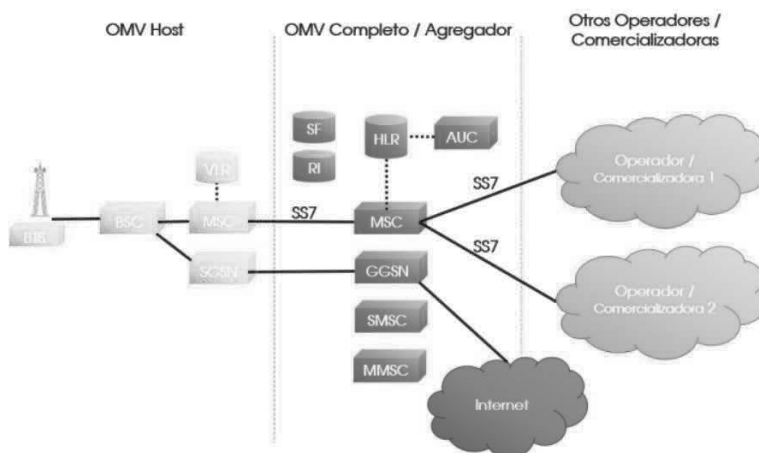 OMV Host
OMV Completo / Agregador
Otros Operadores /
Comercializadoras
SF
HLR
AUC
RI
VLR
SS7
Operador /
Comercializadora 1
BTS
BSC
MSC
SS7
MSC
SS7
SGSN
GGSN
Operador /
Comercializadora 2
SMSC
MMSC
Internet